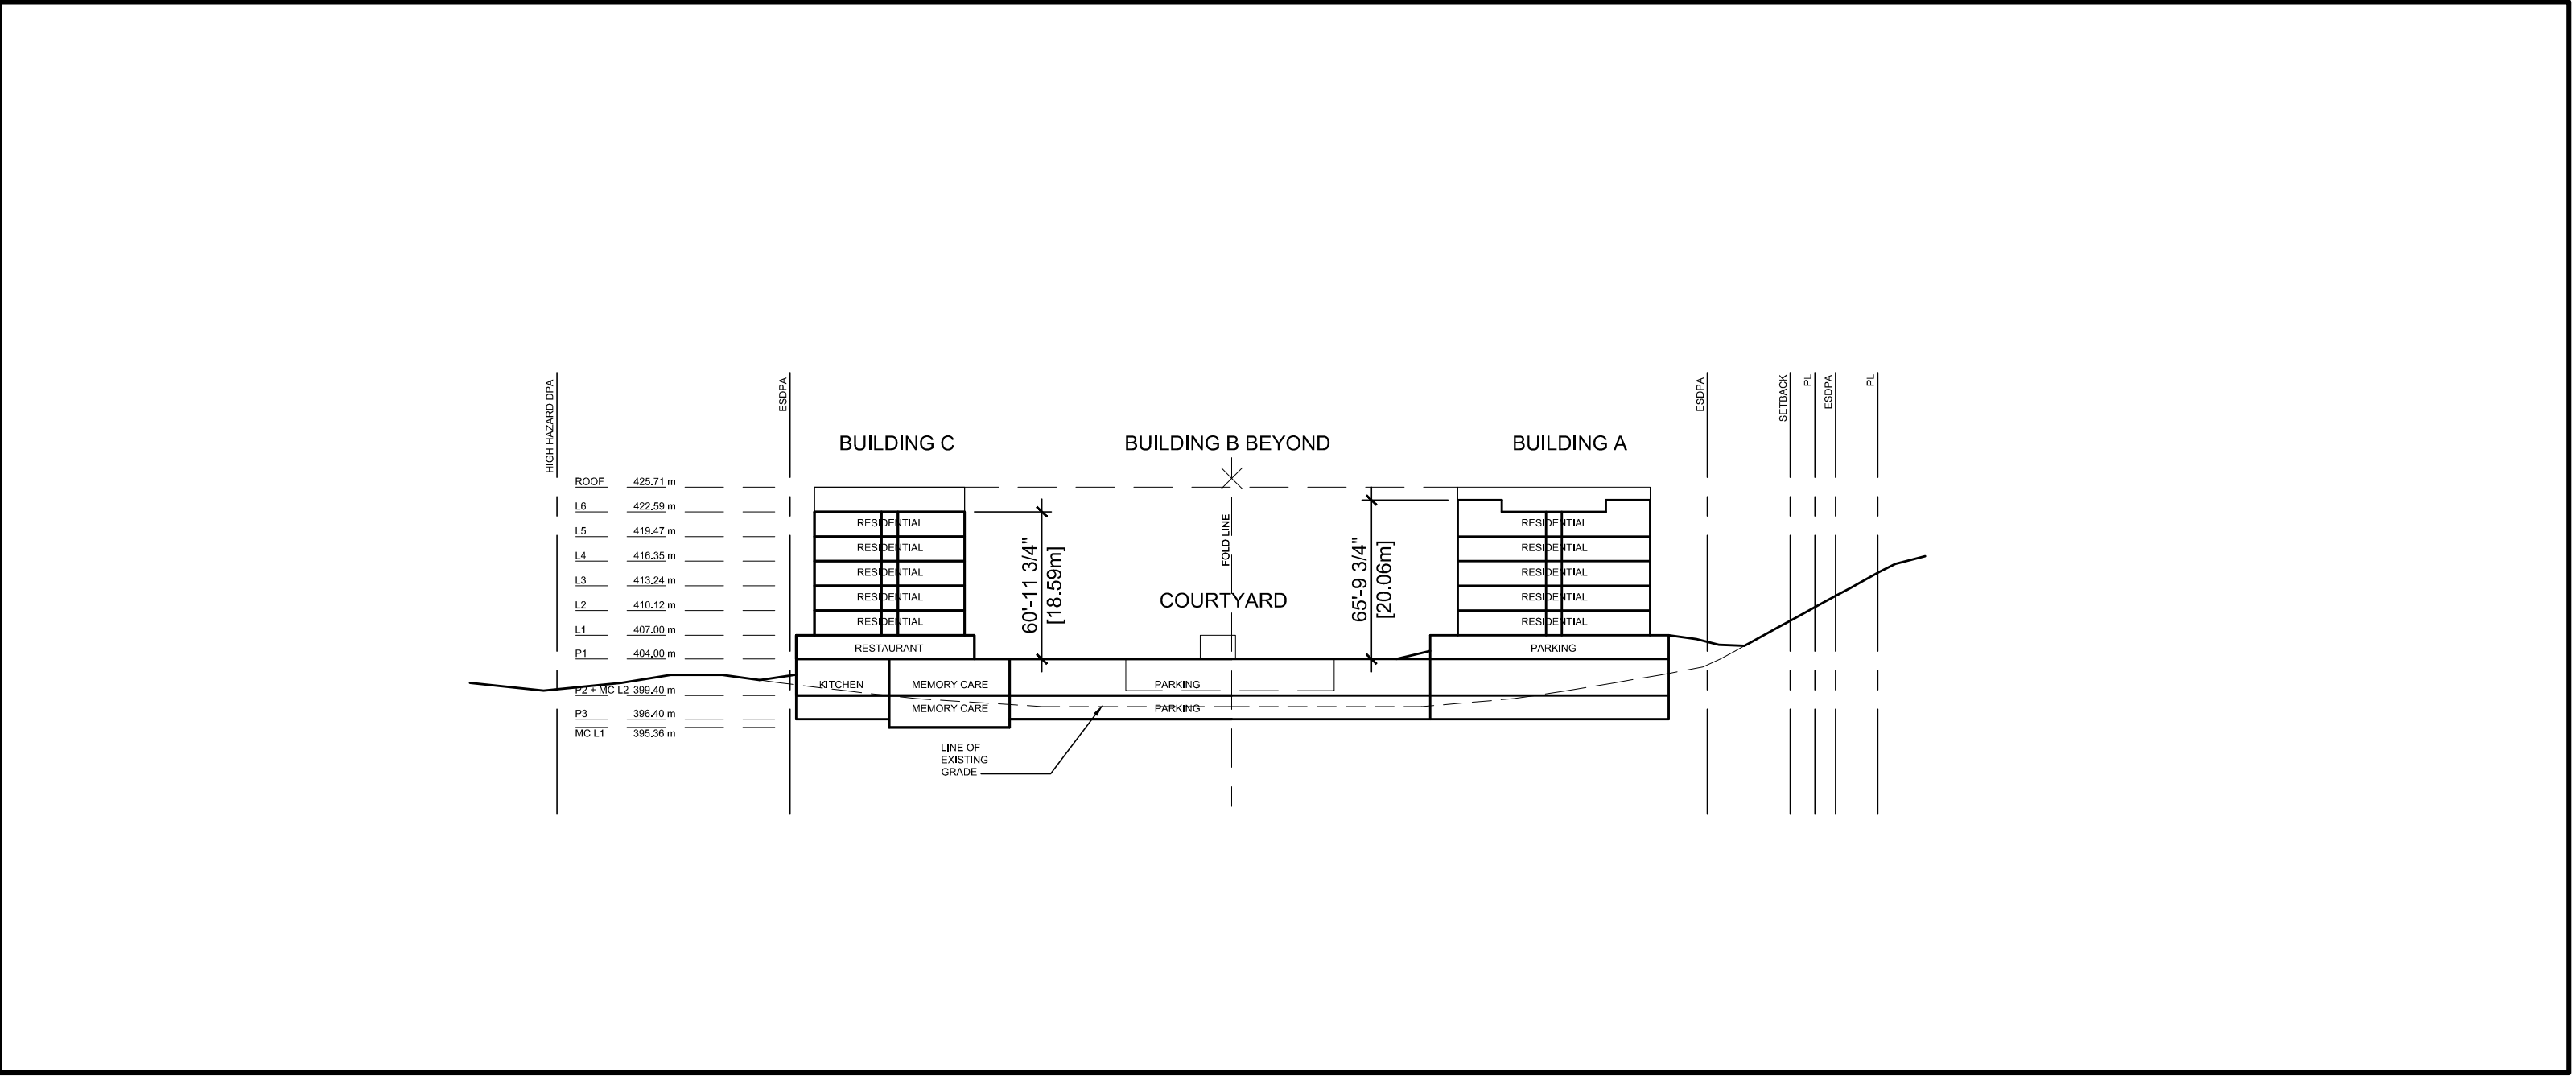 HIGH HAZARD DPA
ESDPA
ESDPA
SETBACK
PL
ESDPA
PL
BUILDING C
BUILDING B BEYOND
BUILDING A
ROOF 425.71 m
L6 422.59 m
L5 419.47 m
L4 416.35 m
L3 413.24 m
L2 410.12 m
L1 407.00 m
P1 404.00 m
P2 + MC L2 399.40 m
P3 396.40 m
MC L1 395.36 m
RESIDENTIAL
RESIDENTIAL
RESIDENTIAL
RESIDENTIAL
RESIDENTIAL
RESTAURANT
KITCHEN
MEMORY CARE
MEMORY CARE
60'-11 3/4"
[18.59m]
FOLD LINE
COURTYARD
PARKING
PARKING
65'-9 3/4"
[20.06m]
RESIDENTIAL
RESIDENTIAL
RESIDENTIAL
RESIDENTIAL
RESIDENTIAL
PARKING
LINE OF
EXISTING
GRADE